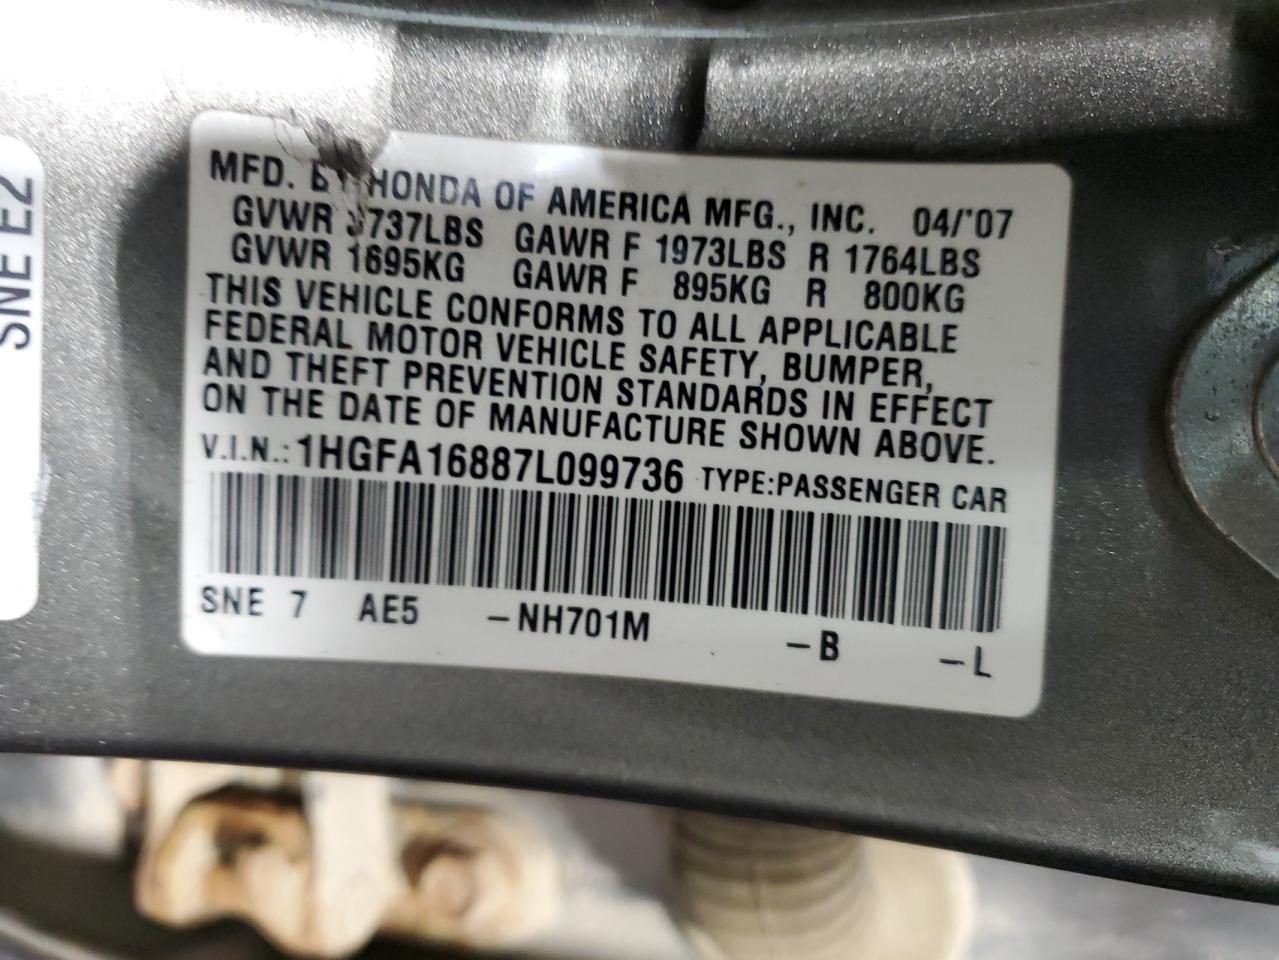 SNE E2
MFD. BY HONDA OF AMERICA MFG., INC. 04/'07
GVWR 3737LBS GAWR F 1973LBS R 1764LBS
GVWR 1695KG GAWR F 895KG R 800KG
THIS VEHICLE CONFORMS TO ALL APPLICABLE
FEDERAL MOTOR VEHICLE SAFETY, BUMPER,
AND THEFT PREVENTION STANDARDS IN EFFECT
ON THE DATE OF MANUFACTURE SHOWN ABOVE.
V.I.N.: 1HGFA16887L099736 TYPE:PASSENGER CAR
SNE 7 AE5 -NH701M -B -L